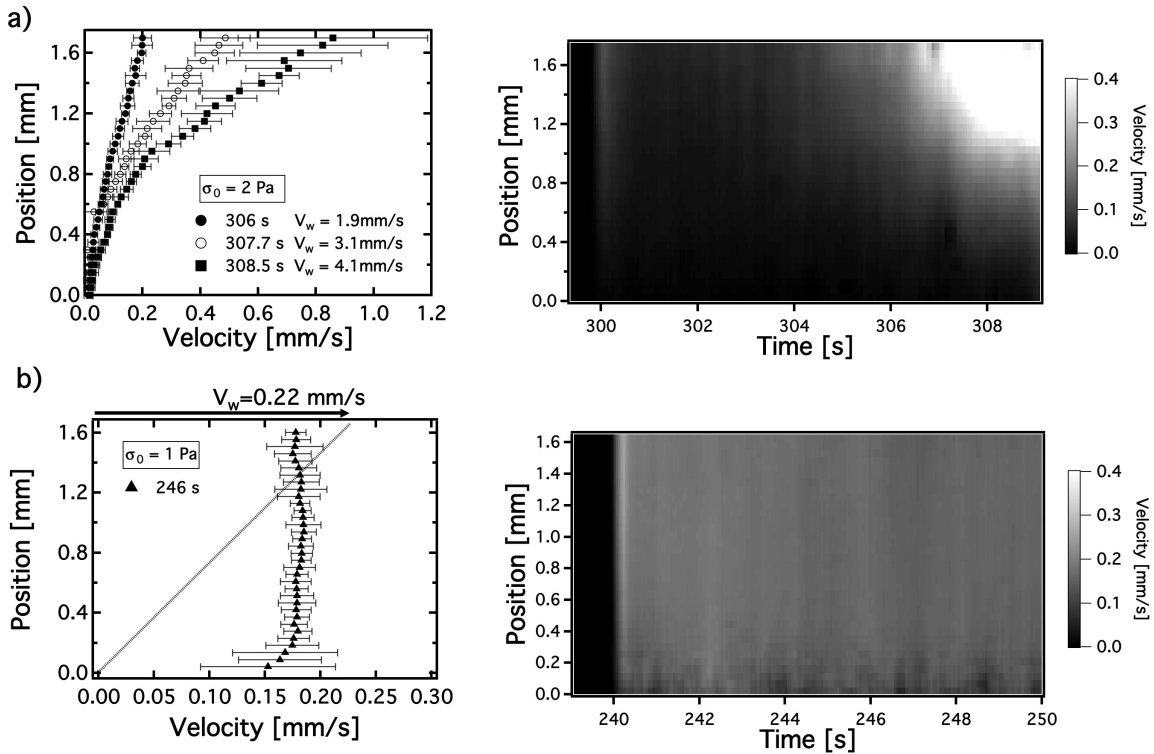 a)
Position [mm]
1.6
1.2
0.8
0.4
0.0
σ0 = 2 Pa
306 s Vw = 1.9mm/s
307.7 s Vw = 3.1mm/s
308.5 s Vw = 4.1mm/s
0.0 0.2 0.4 0.6 0.8 1.0 1.2
Velocity [mm/s]
Position [mm]
1.6
1.2
0.8
0.4
0.0
300 302 304 306 308
Time [s]
0.4
0.3
0.2
0.1
0.0
Velocity [mm/s]
b)
Vw=0.22 mm/s
Position [mm]
1.6
1.2
0.8
0.4
0.0
σ0 = 1 Pa
246 s
0.00 0.05 0.10 0.15 0.20 0.25 0.30
Velocity [mm/s]
Position [mm]
1.6
1.4
1.2
1.0
0.8
0.6
0.4
0.2
0.0
240 242 244 246 248 250
Time [s]
0.4
0.3
0.2
0.1
0.0
Velocity [mm/s]